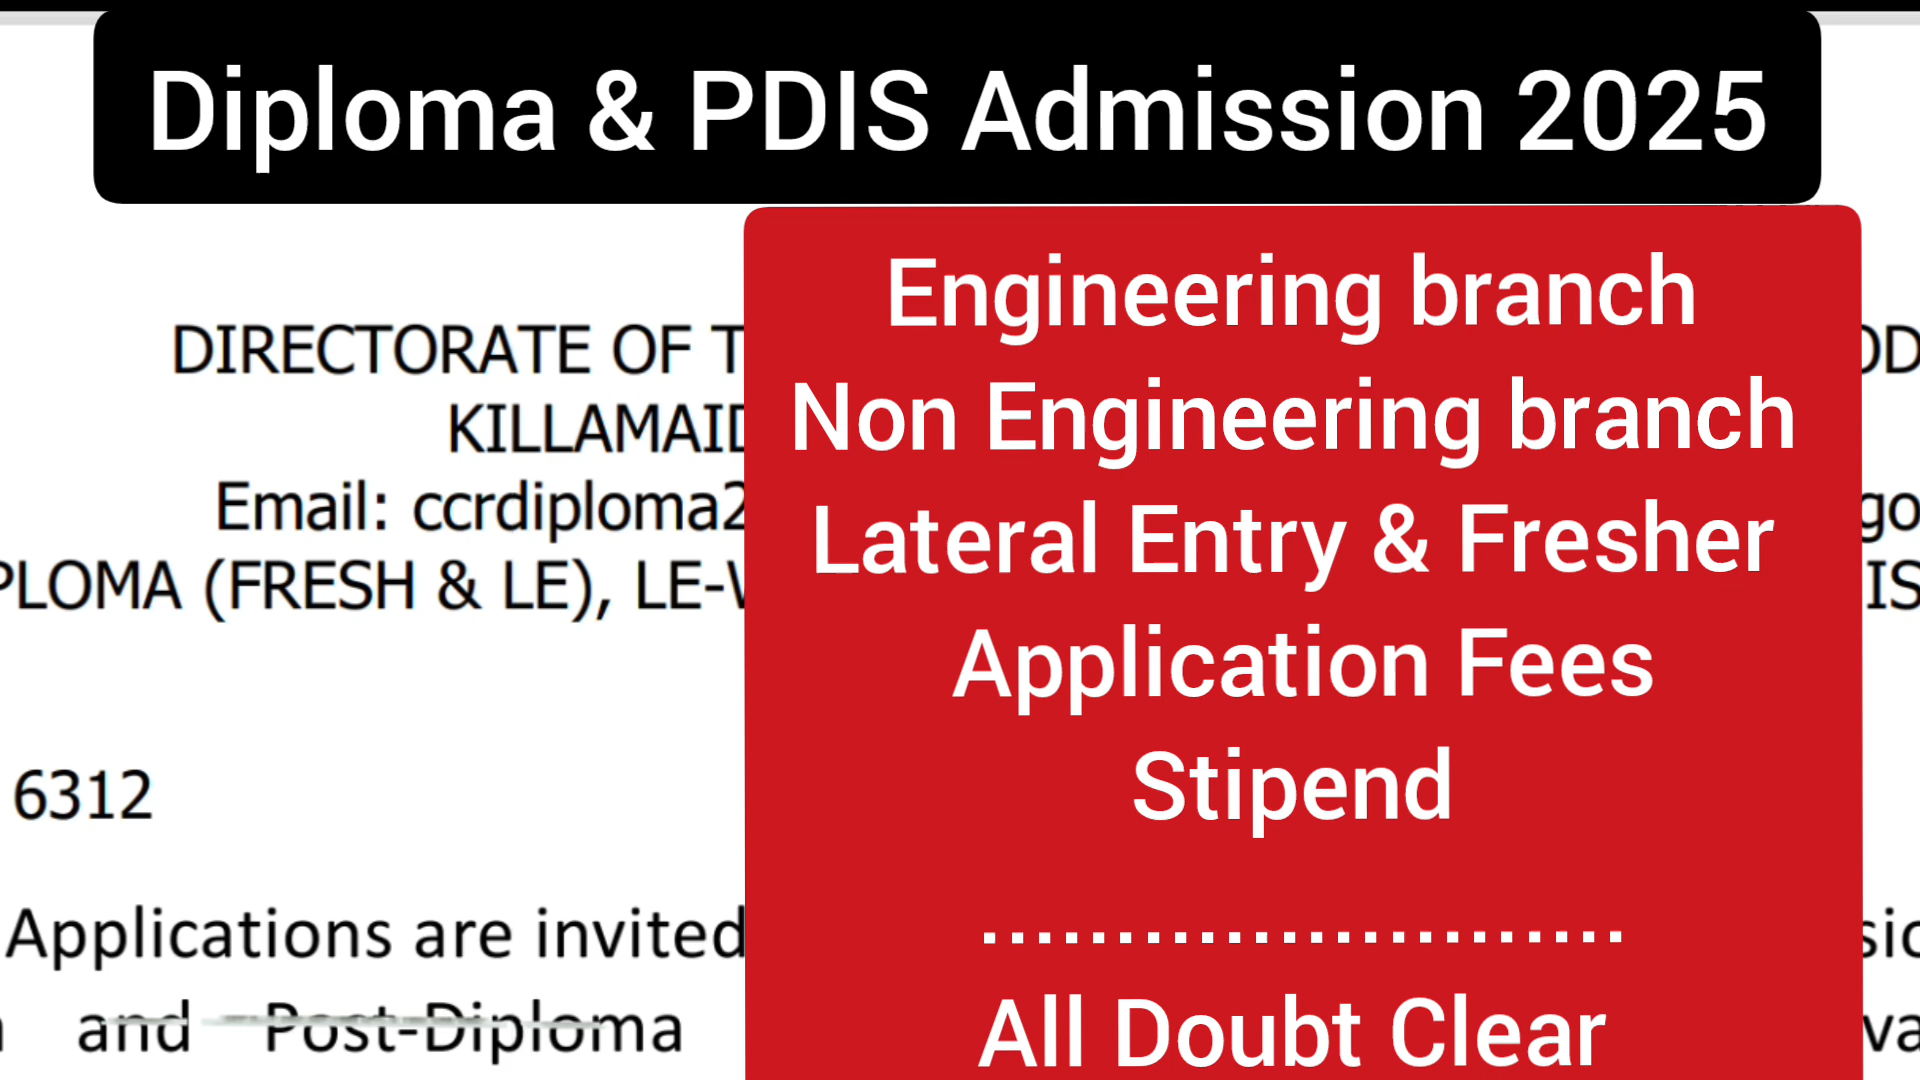 Diploma & PDIS Admission 2025
Engineering branch
Non Engineering branch
Lateral Entry & Fresher
Application Fees
Stipend
All Doubt Clear
DIRECTORATE OF T
KILLAMAID
Email: ccrdiploma2
PLOMA (FRESH & LE), LE-
6312
Applications are invited
and Post-Diploma